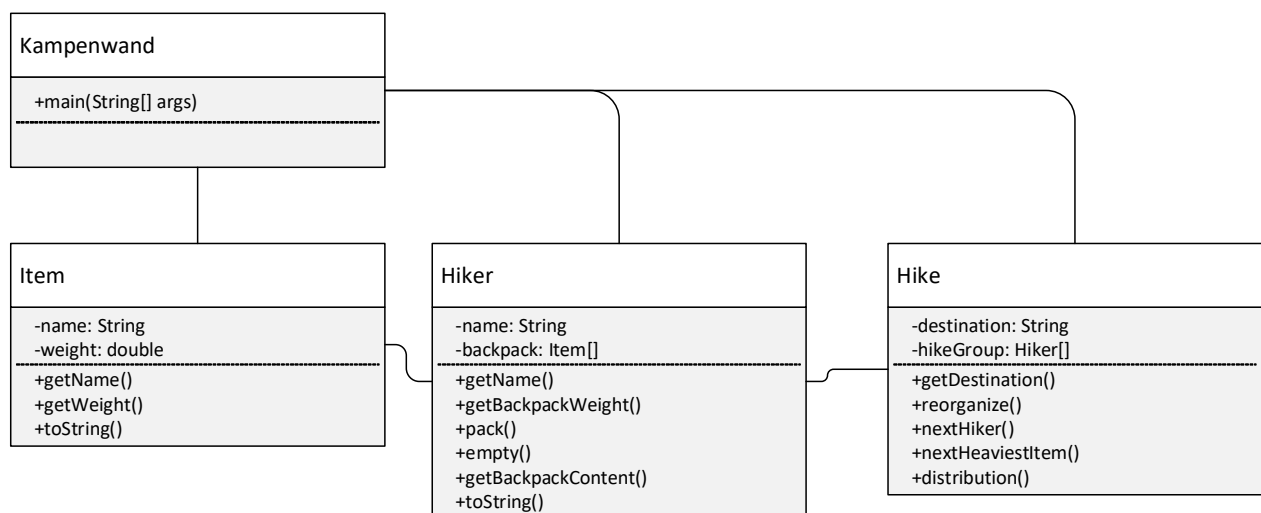 Kampenwand
+main(String[] args)
Item
-name: String
-weight: double
+getName()
+getWeight()
+toString()
Hiker
-name: String
-backpack: Item[]
+getName()
+getBackpackWeight()
+pack()
+empty()
+getBackpackContent()
+toString()
Hike
-destination: String
-hikeGroup: Hiker[]
+getDestination()
+reorganize()
+nextHiker()
+nextHeaviestItem()
+distribution()